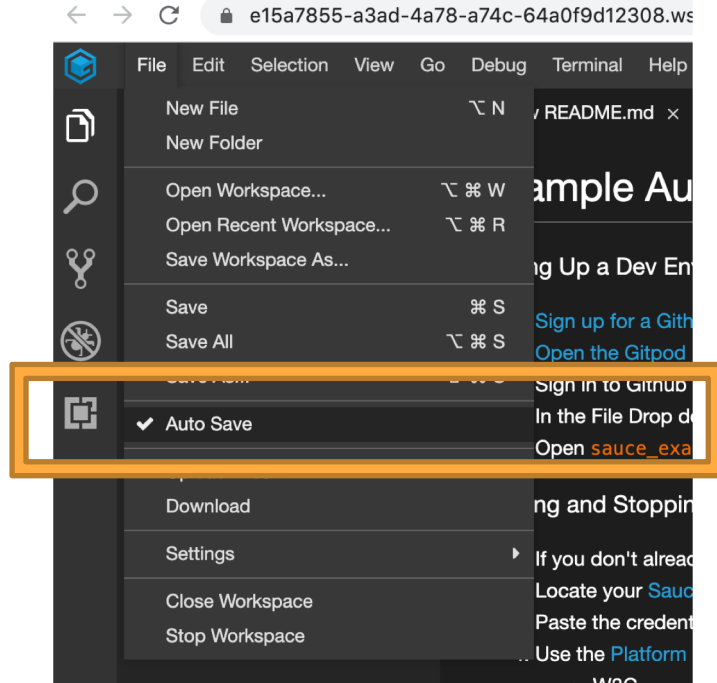 e15a7855-a3ad-4a78-a74c-64a0f9d12308.ws
File Edit Selection View Go Debug Terminal Help
New File ⌥ N
README.md ×
New Folder
Open Workspace... ⌥ ⌘ W
ample Au
Open Recent Workspace... ⌥ ⌘ R
Save Workspace As...
ng Up a Dev En
Save ⌘ S
Sign up for a Gith
Save All ⌥ ⌘ S
Open the Gitpod
Sign in to Github
✔ Auto Save
In the File Drop d
Open sauce_exa
Download
ng and Stoppin
Settings
If you don't alread
Close Workspace
Locate your Sauc
Paste the credent
Stop Workspace
Use the Platform